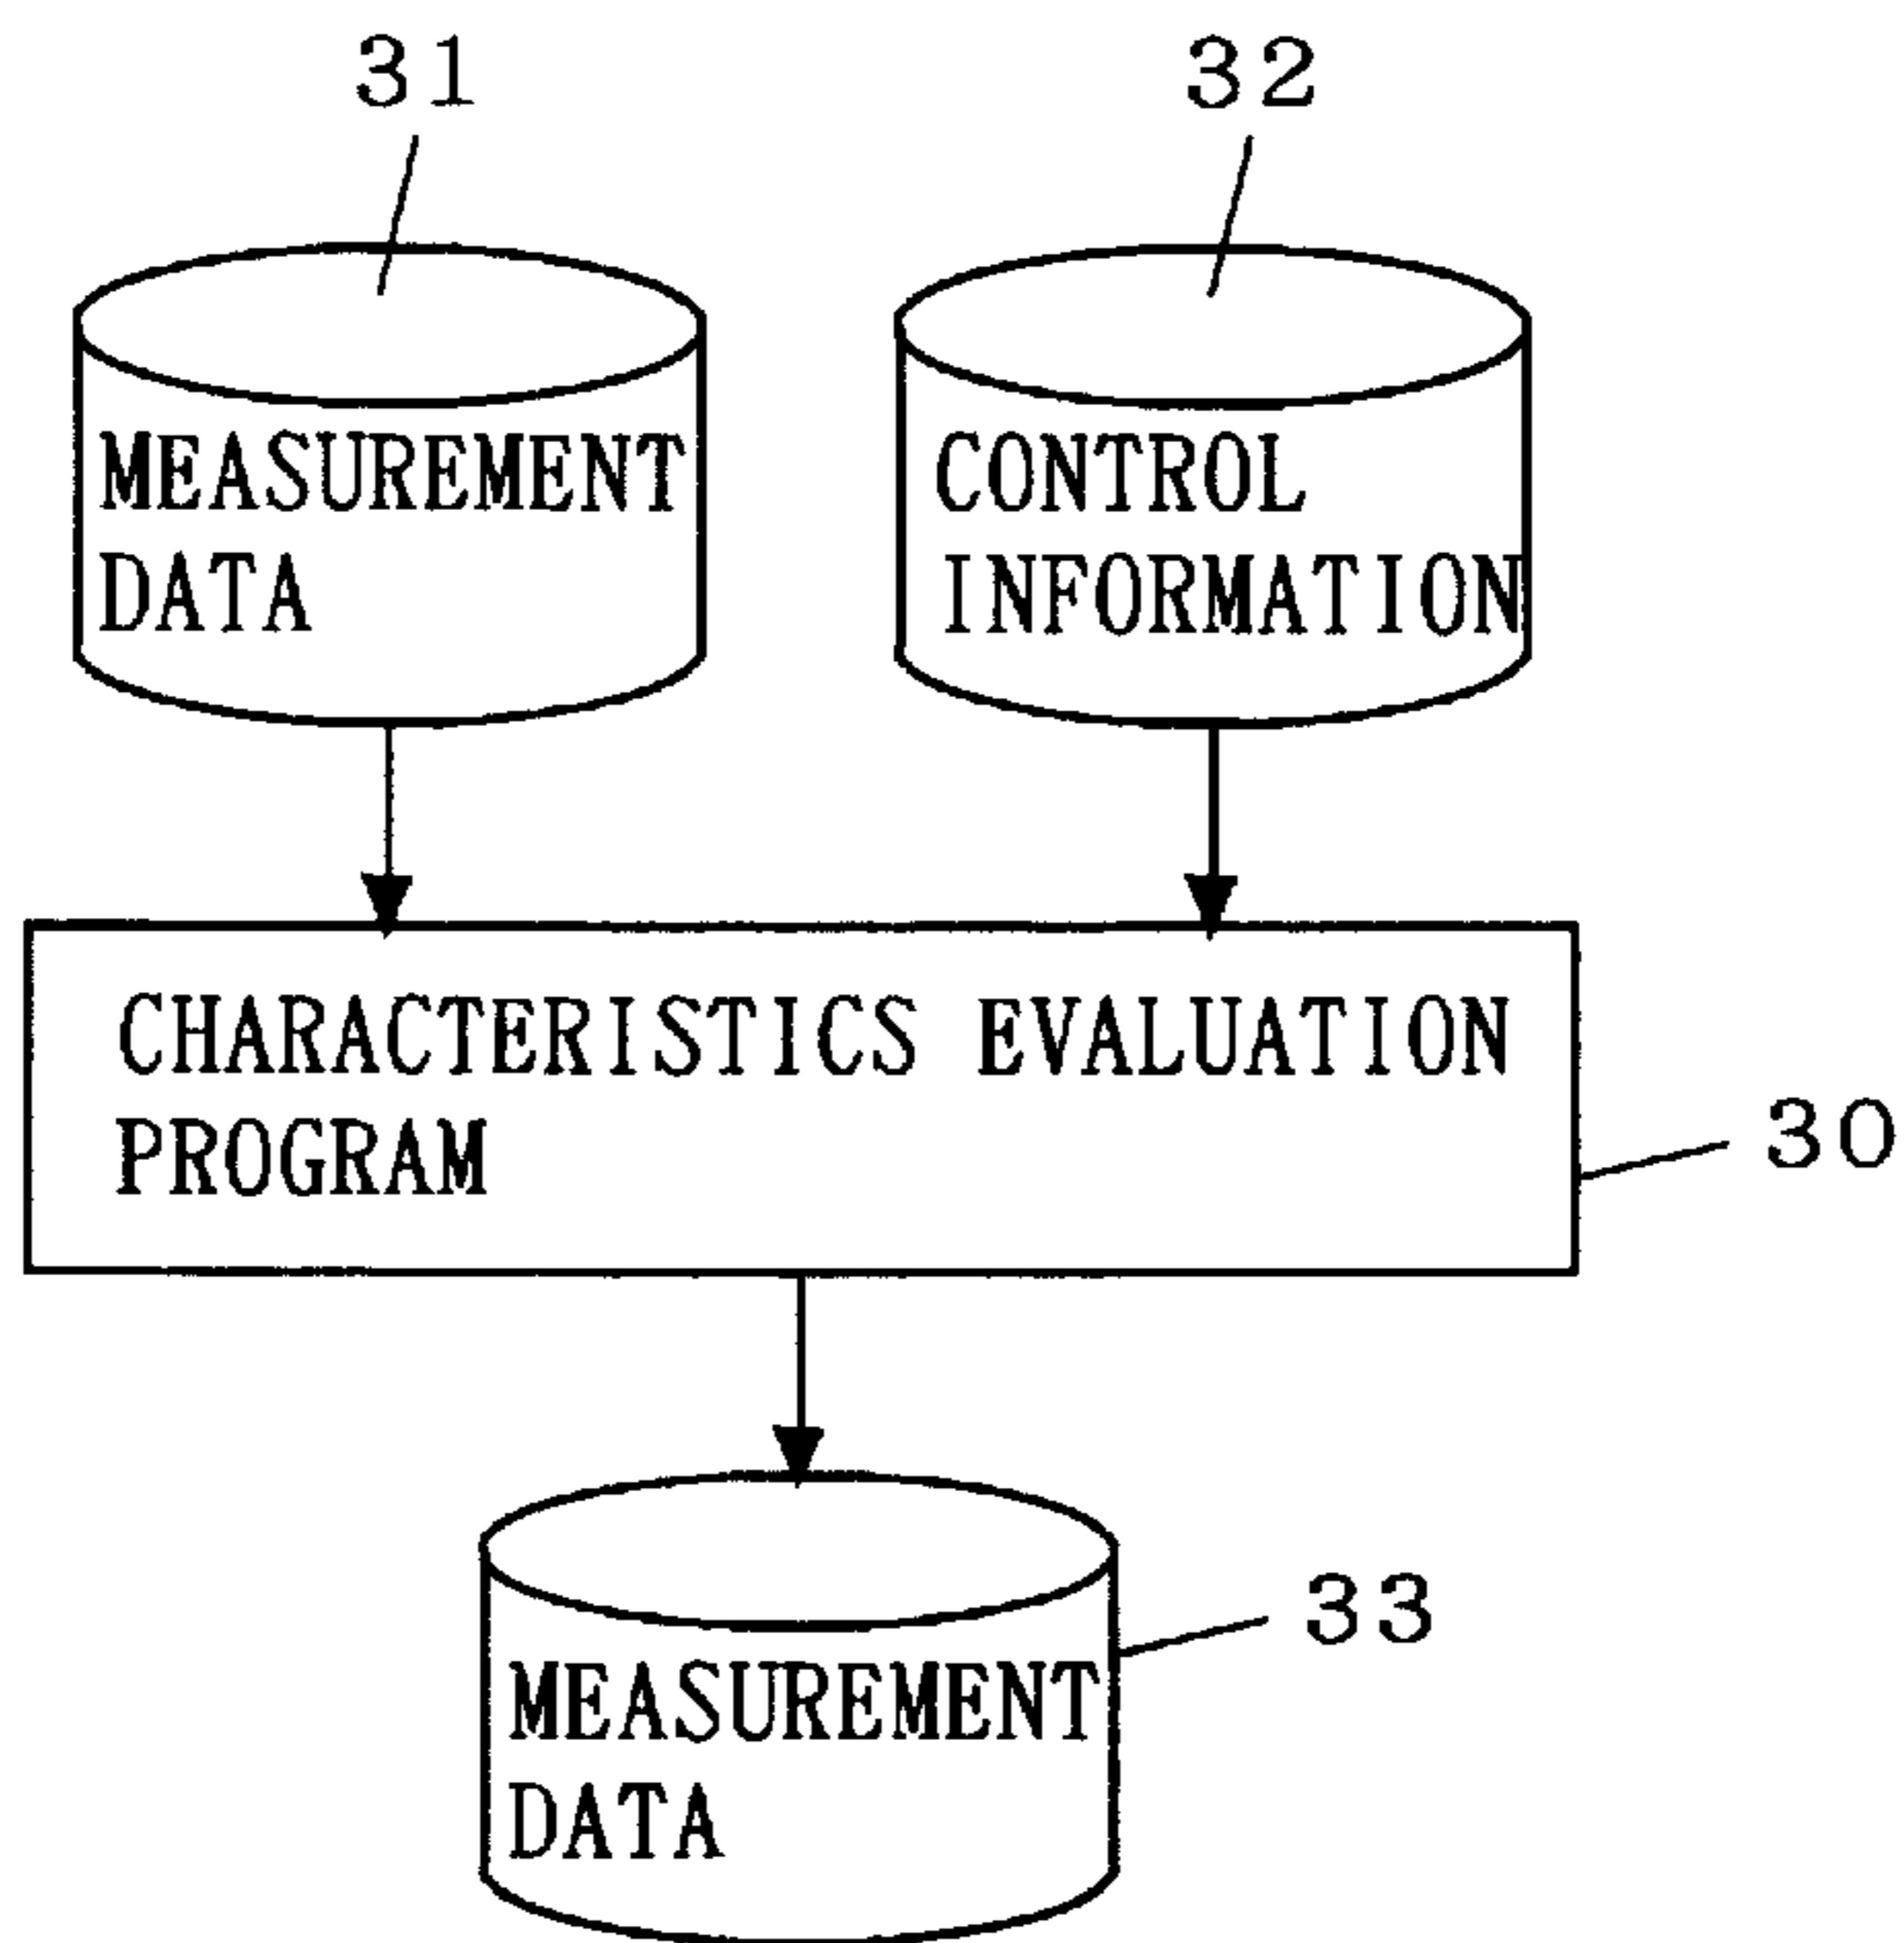 31
32
MEASUREMENT
DATA
CONTROL
INFORMATION
CHARACTERISTICS EVALUATION
PROGRAM
30
33
MEASUREMENT
DATA